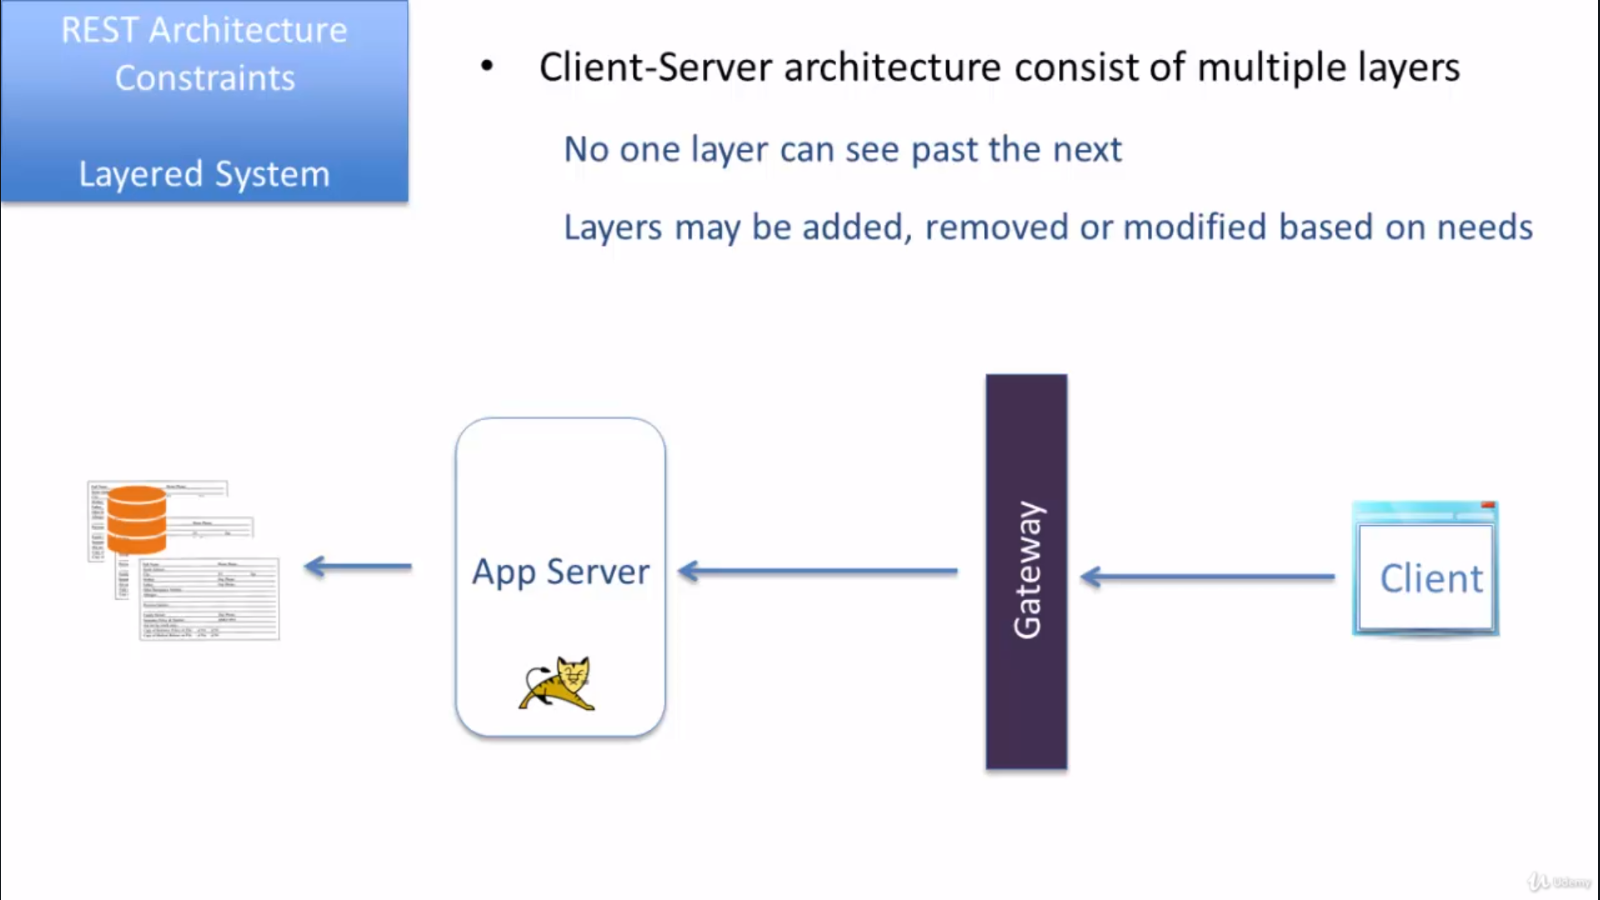 REST Architecture
Constraints
Layered System
• Client-Server architecture consist of multiple layers
No one layer can see past the next
Layers may be added, removed or modified based on needs
App Server
Gateway
Client
Udemy